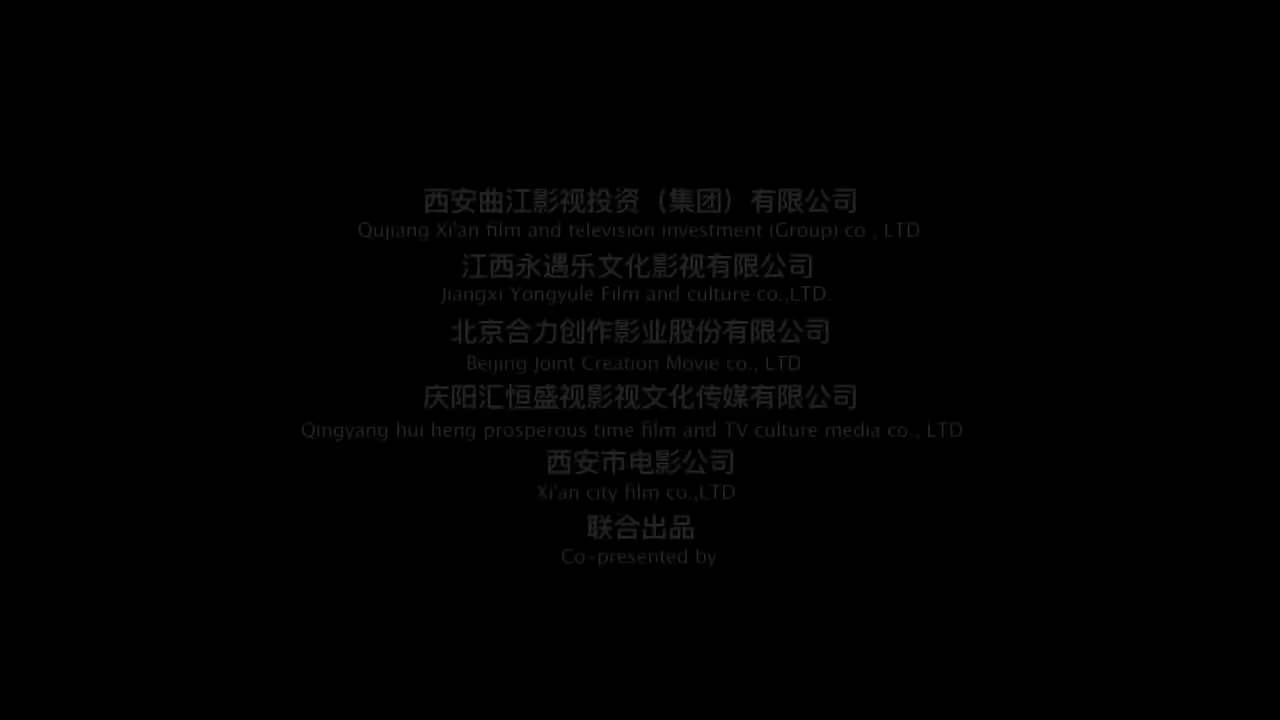 西安曲江影视投资（集团）有限公司
Qujiang Xi'an film and television investment (Group) co., LTD.
江西永遇乐文化影视有限公司
Jiangxi Yongyule Film and culture co.,LTD.
北京合力创作影业股份有限公司
Beijing Joint Creation Movie co., LTD
庆阳汇恒盛视影视文化传媒有限公司
Qingyang hui heng prosperous time film and TV culture media co., LTD
西安市电影公司
Xi'an city film co.,LTD
联合出品
Co-presented by